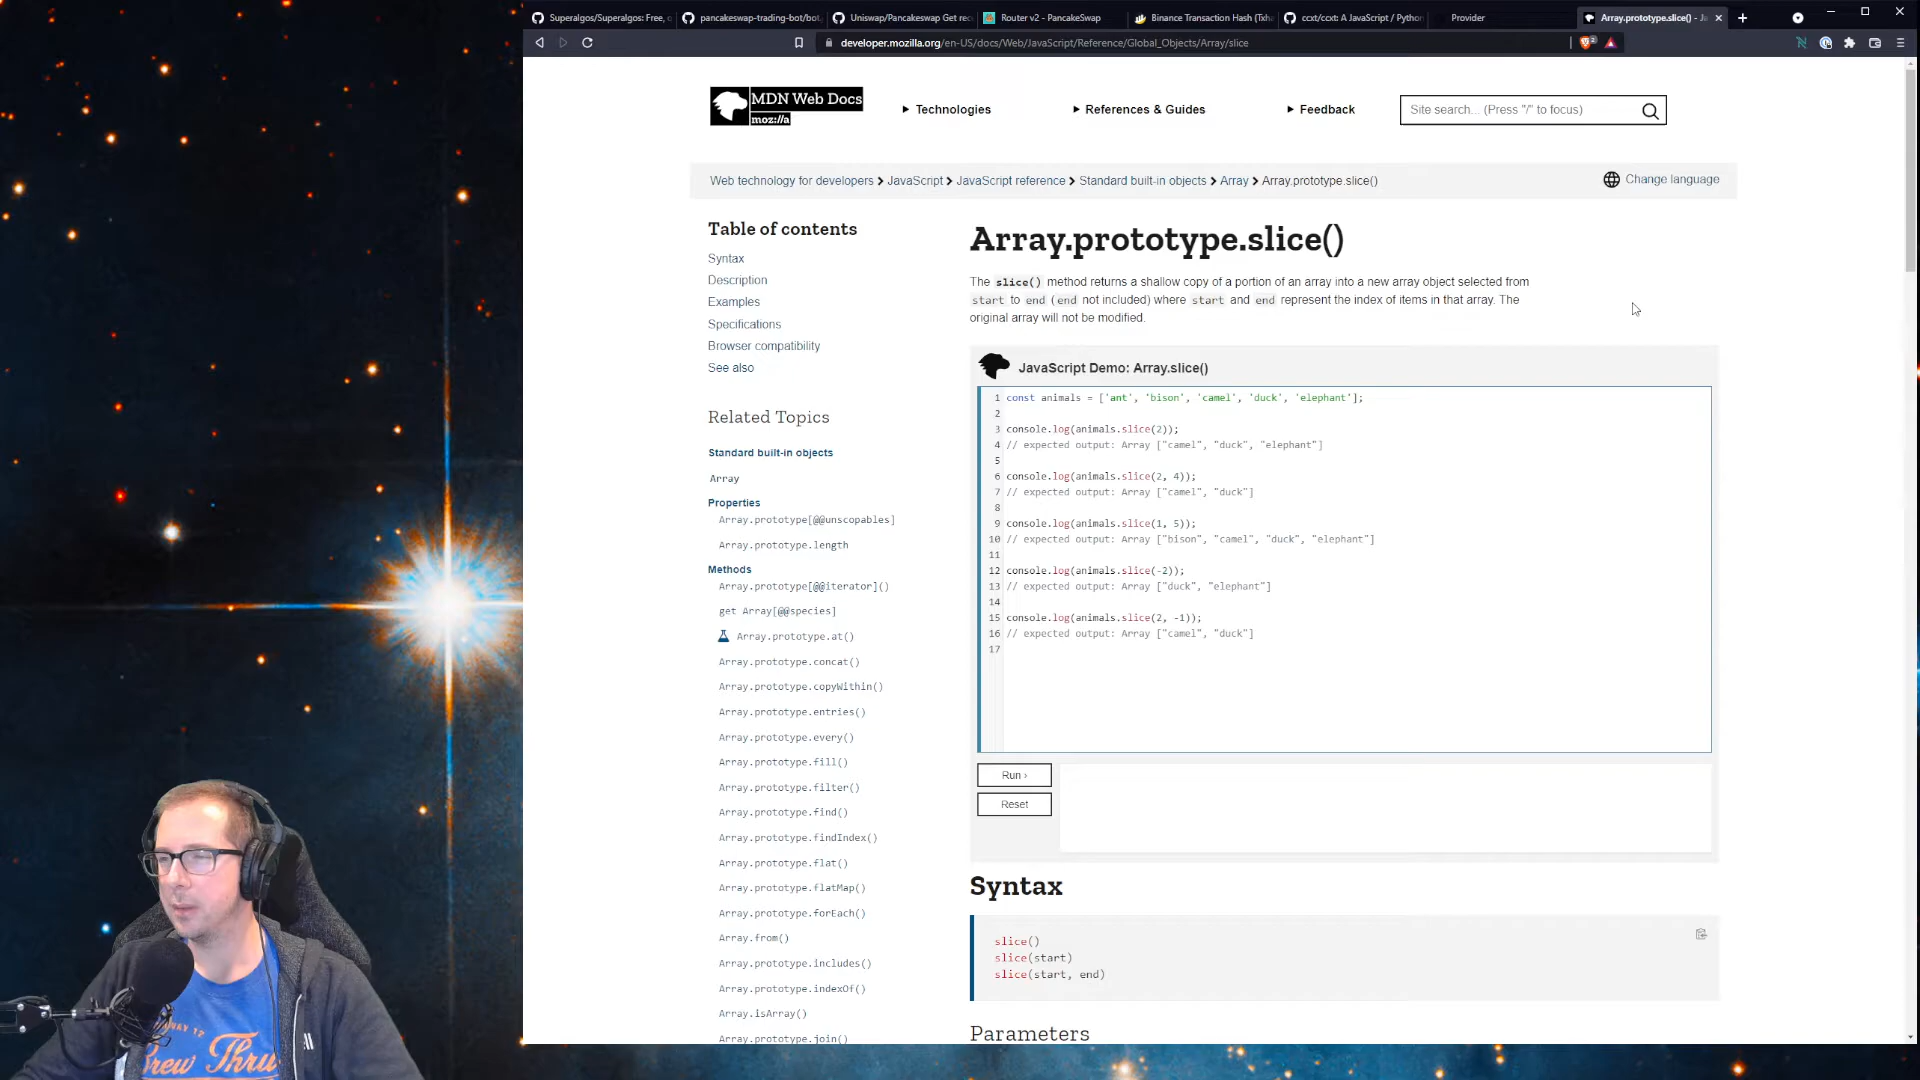 Superalgos/Superalgos: Free, o
pancakeswap-trading-bot/bot.
Uniswap/Pancakeswap Get rec
Router v2 - PancakeSwap
Binance Transaction Hash (Txha
ccxt/ccxt: A JavaScript / Python
Provider
Array.prototype.slice() - Ja
developer.mozilla.org/en-US/docs/Web/JavaScript/Reference/Global_Objects/Array/slice
MDN Web Docs
moz://a
Technologies
References & Guides
Feedback
Site search... (Press "/" to focus)
Web technology for developers > JavaScript > JavaScript reference > Standard built-in objects > Array > Array.prototype.slice()
Change language
Table of contents
Syntax
Description
Examples
Specifications
Browser compatibility
See also
Related Topics
Standard built-in objects
Array
Properties
Array.prototype[@@unscopables]
Array.prototype.length
Methods
Array.prototype[@@iterator]()
get Array[@@species]
Array.prototype.at()
Array.prototype.concat()
Array.prototype.copyWithin()
Array.prototype.entries()
Array.prototype.every()
Array.prototype.fill()
Array.prototype.filter()
Array.prototype.find()
Array.prototype.findIndex()
Array.prototype.flat()
Array.prototype.flatMap()
Array.prototype.forEach()
Array.from()
Array.prototype.includes()
Array.prototype.indexOf()
Array.isArray()
Array.prototype.join()
Array.prototype.slice()
The slice() method returns a shallow copy of a portion of an array into a new array object selected from
start to end (end not included) where start and end represent the index of items in that array. The
original array will not be modified.
JavaScript Demo: Array.slice()
1 const animals = ['ant', 'bison', 'camel', 'duck', 'elephant'];
2
3 console.log(animals.slice(2));
4 // expected output: Array ["camel", "duck", "elephant"]
5
6 console.log(animals.slice(2, 4));
7 // expected output: Array ["camel", "duck"]
8
9 console.log(animals.slice(1, 5));
10 // expected output: Array ["bison", "camel", "duck", "elephant"]
11
12 console.log(animals.slice(-2));
13 // expected output: Array ["duck", "elephant"]
14
15 console.log(animals.slice(2, -1));
16 // expected output: Array ["camel", "duck"]
17
Run ›
Reset
Syntax
slice()
slice(start)
slice(start, end)
Parameters
Brew Thru